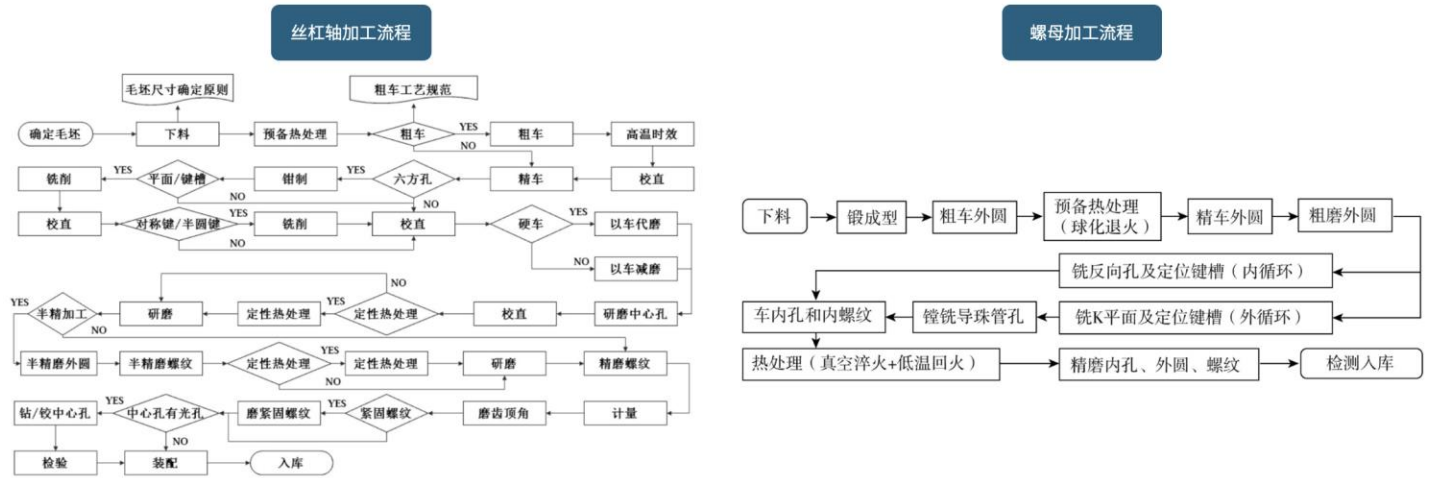 丝杠轴加工流程
螺母加工流程
毛坯尺寸确定原则
粗车工艺规范
确定毛坯
下料
预备热处理
粗车
YES
粗车
高温时效
NO
铣削
YES
平面/键槽
钳制
YES
六方孔
精车
校直
NO
NO
校直
对称键/半圆键
YES
铣削
校直
硬车
YES
以车代磨
NO
NO
以车减磨
NO
YES
半精加工
研磨
定性热处理
定性热处理
校直
研磨中心孔
NO
半精磨外圆
半精磨螺纹
定性热处理
YES
定性热处理
研磨
精磨螺纹
NO
钻/铰中心孔
YES
中心孔有光孔
磨紧固螺纹
YES
紧固螺纹
磨齿顶角
计量
NO
检验
装配
入库
下料
锻成型
粗车外圆
预备热处理
（球化退火）
精车外圆
粗磨外圆
铣反向孔及定位键槽（内循环）
车内孔和内螺纹
镗铣导珠管孔
铣K平面及定位键槽（外循环）
热处理（真空淬火+低温回火）
精磨内孔、外圆、螺纹
检测入库